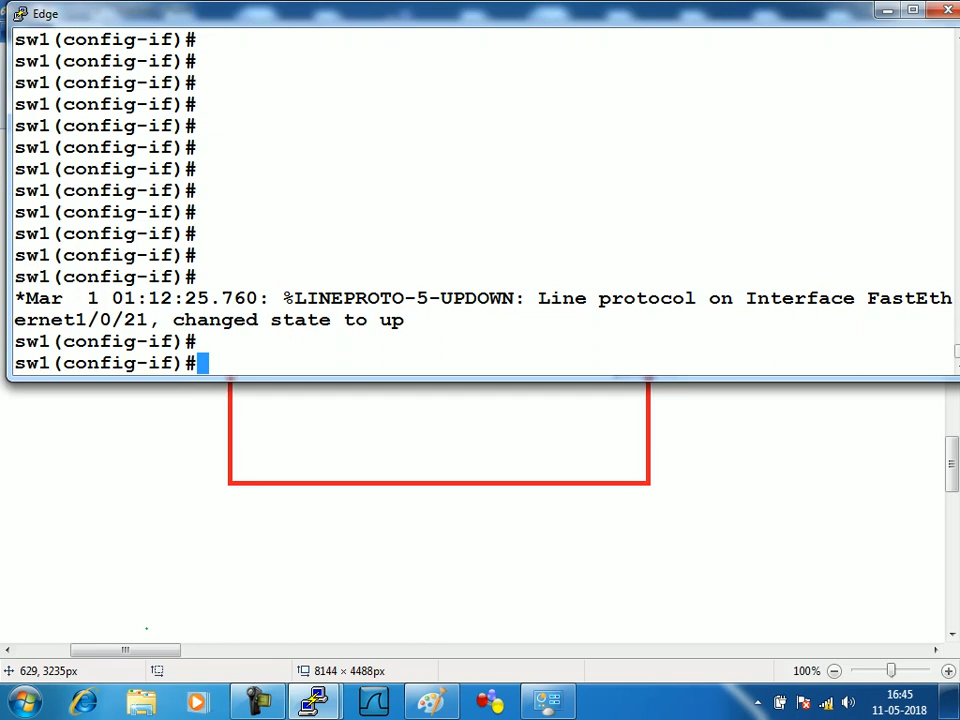 Edge
sw1(config-if)#
sw1(config-if)#
sw1(config-if)#
sw1(config-if)#
sw1(config-if)#
sw1(config-if)#
sw1(config-if)#
sw1(config-if)#
sw1(config-if)#
sw1(config-if)#
sw1(config-if)#
sw1(config-if)#
*Mar  1 01:12:25.760: %LINEPROTO-5-UPDOWN: Line protocol on Interface FastEth
ernet1/0/21, changed state to up
sw1(config-if)#
sw1(config-if)#
629, 3235px
8144 × 4488px
100%
16:45
11-05-2018